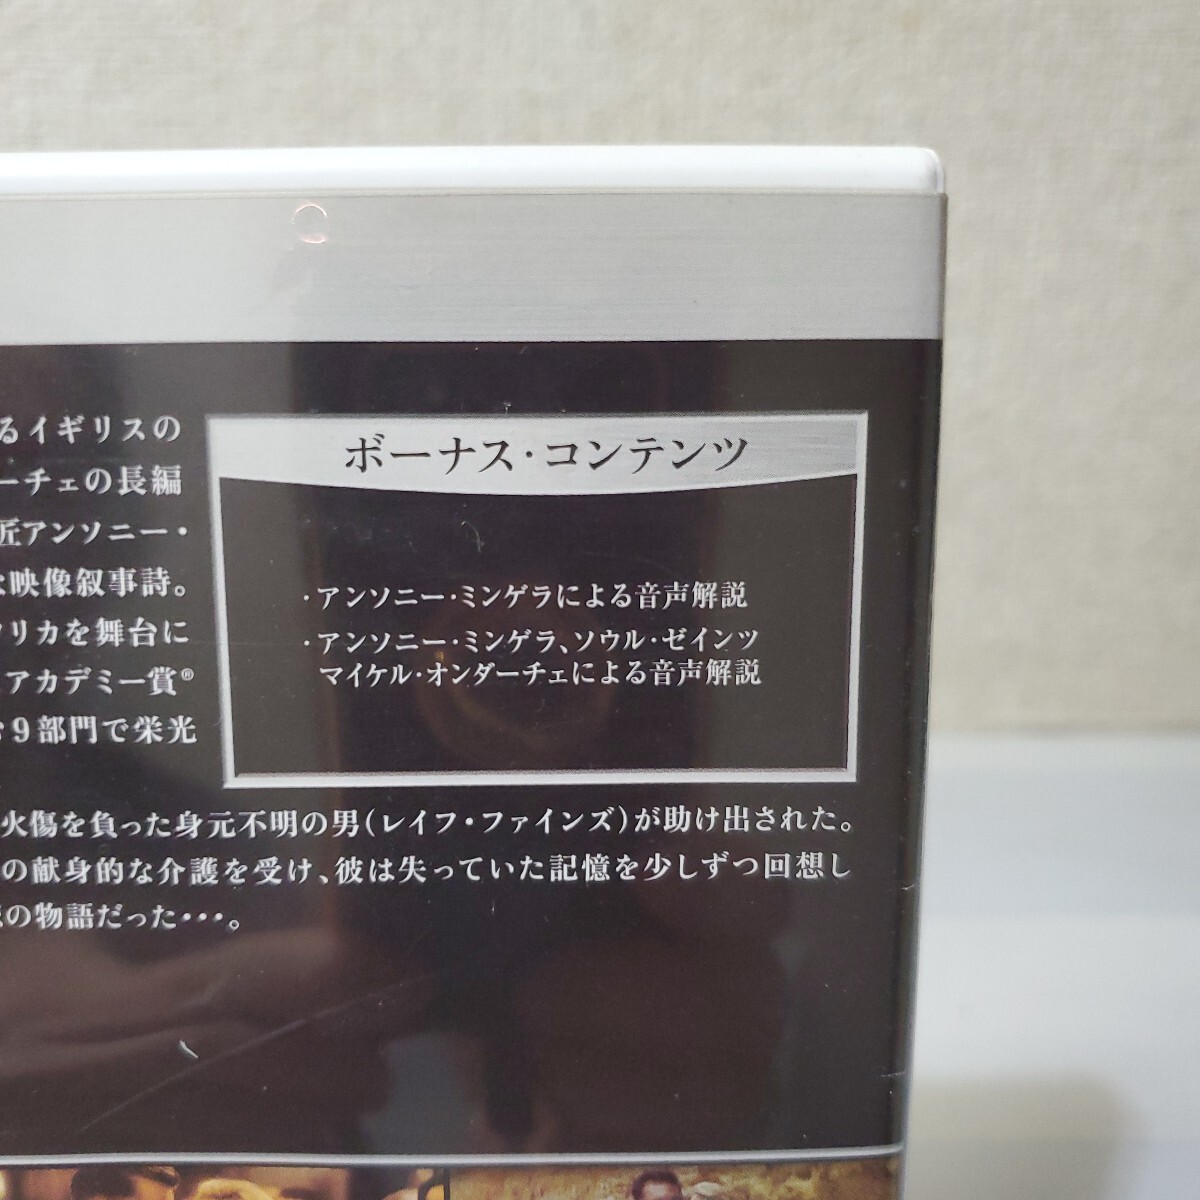 るイギリスの
ーチェの長編
匠アンソニー・
映像叙事詩。
リカを舞台に
アカデミー賞®
9部門で栄光
ボーナス・コンテンツ
・アンソニー・ミンゲラによる音声解説
・アンソニー・ミンゲラ、ソウル・ゼインツ
マイケル・オンダーチェによる音声解説
火傷を負った身元不明の男(レイフ・ファインズ)が助け出された。
の献身的な介護を受け、彼は失っていた記憶を少しずつ回想し
の物語だった・・・。